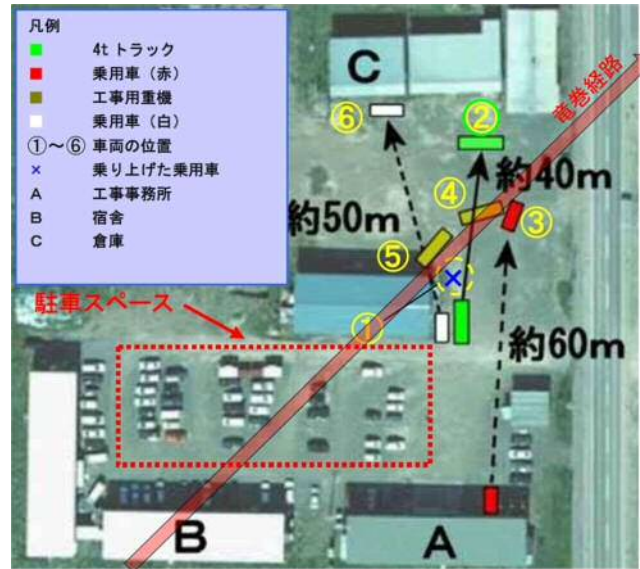 凡例
4t トラック
乗用車（赤）
工事用重機
乗用車（白）
①～⑥ 車両の位置
× 乗り上げた乗用車
A 工事事務所
B 宿舎
C 倉庫
C
竜巻経路
⑥
②
④
約40m
③
約50m
⑤
×
駐車スペース
①
約60m
B
A